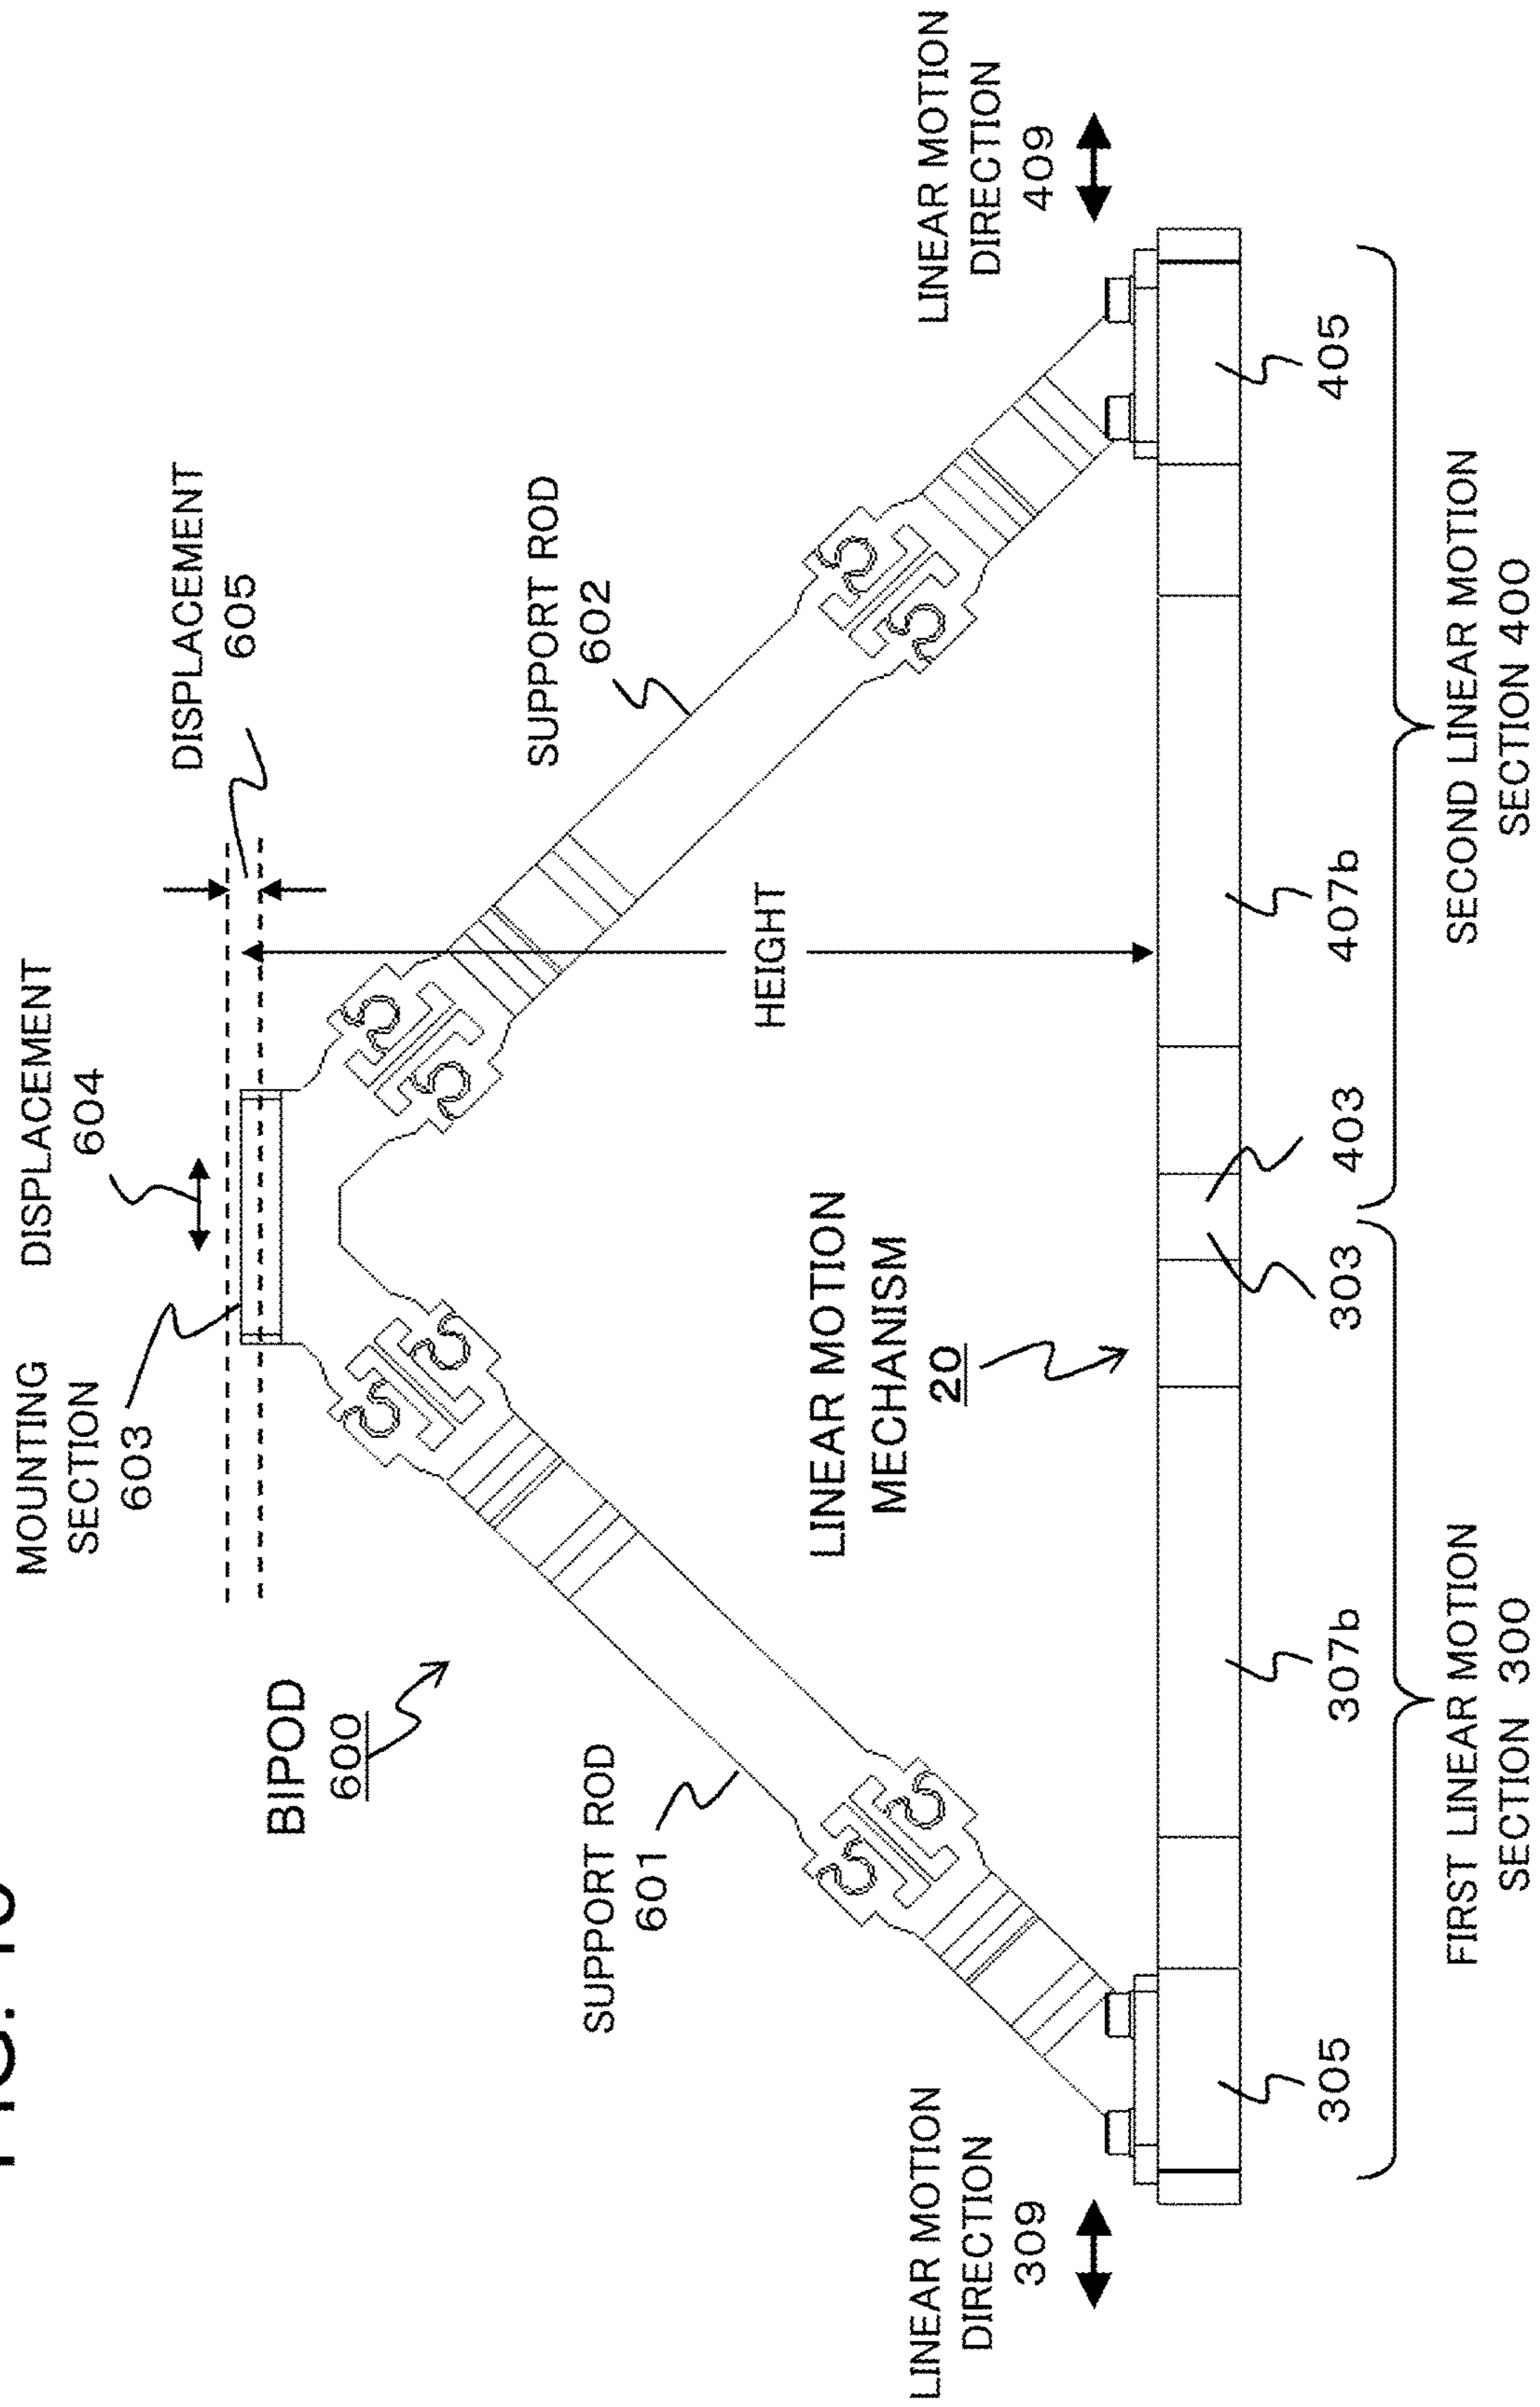 MOUNTING
SECTION
603
DISPLACEMENT
604
DISPLACEMENT
605
BIPOD
600
SUPPORT ROD
601
SUPPORT ROD
602
HEIGHT
LINEAR MOTION
MECHANISM
20
LINEAR MOTION
DIRECTION
309
LINEAR MOTION
DIRECTION
409
305
307b
303
403
407b
405
FIRST LINEAR MOTION
SECTION 300
SECOND LINEAR MOTION
SECTION 400